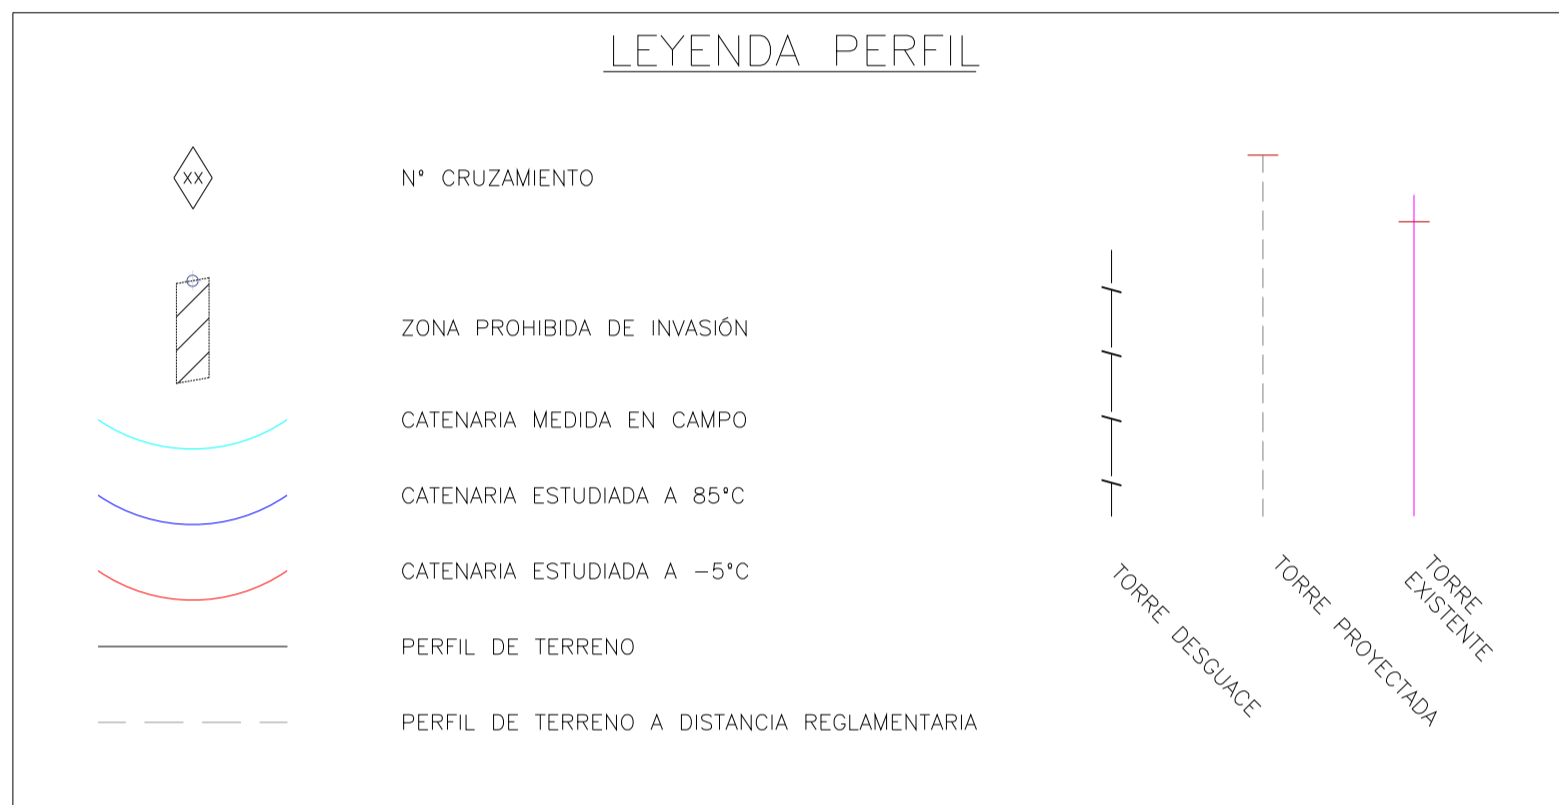 LEYENDA PERFIL
XX
Nº CRUZAMIENTO
ZONA PROHIBIDA DE INVASIÓN
CATENARIA MEDIDA EN CAMPO
CATENARIA ESTUDIADA A 85°C
CATENARIA ESTUDIADA A −5°C
PERFIL DE TERRENO
PERFIL DE TERRENO A DISTANCIA REGLAMENTARIA
TORRE DESGUACE
TORRE PROYECTADA
TORRE
EXISTENTE